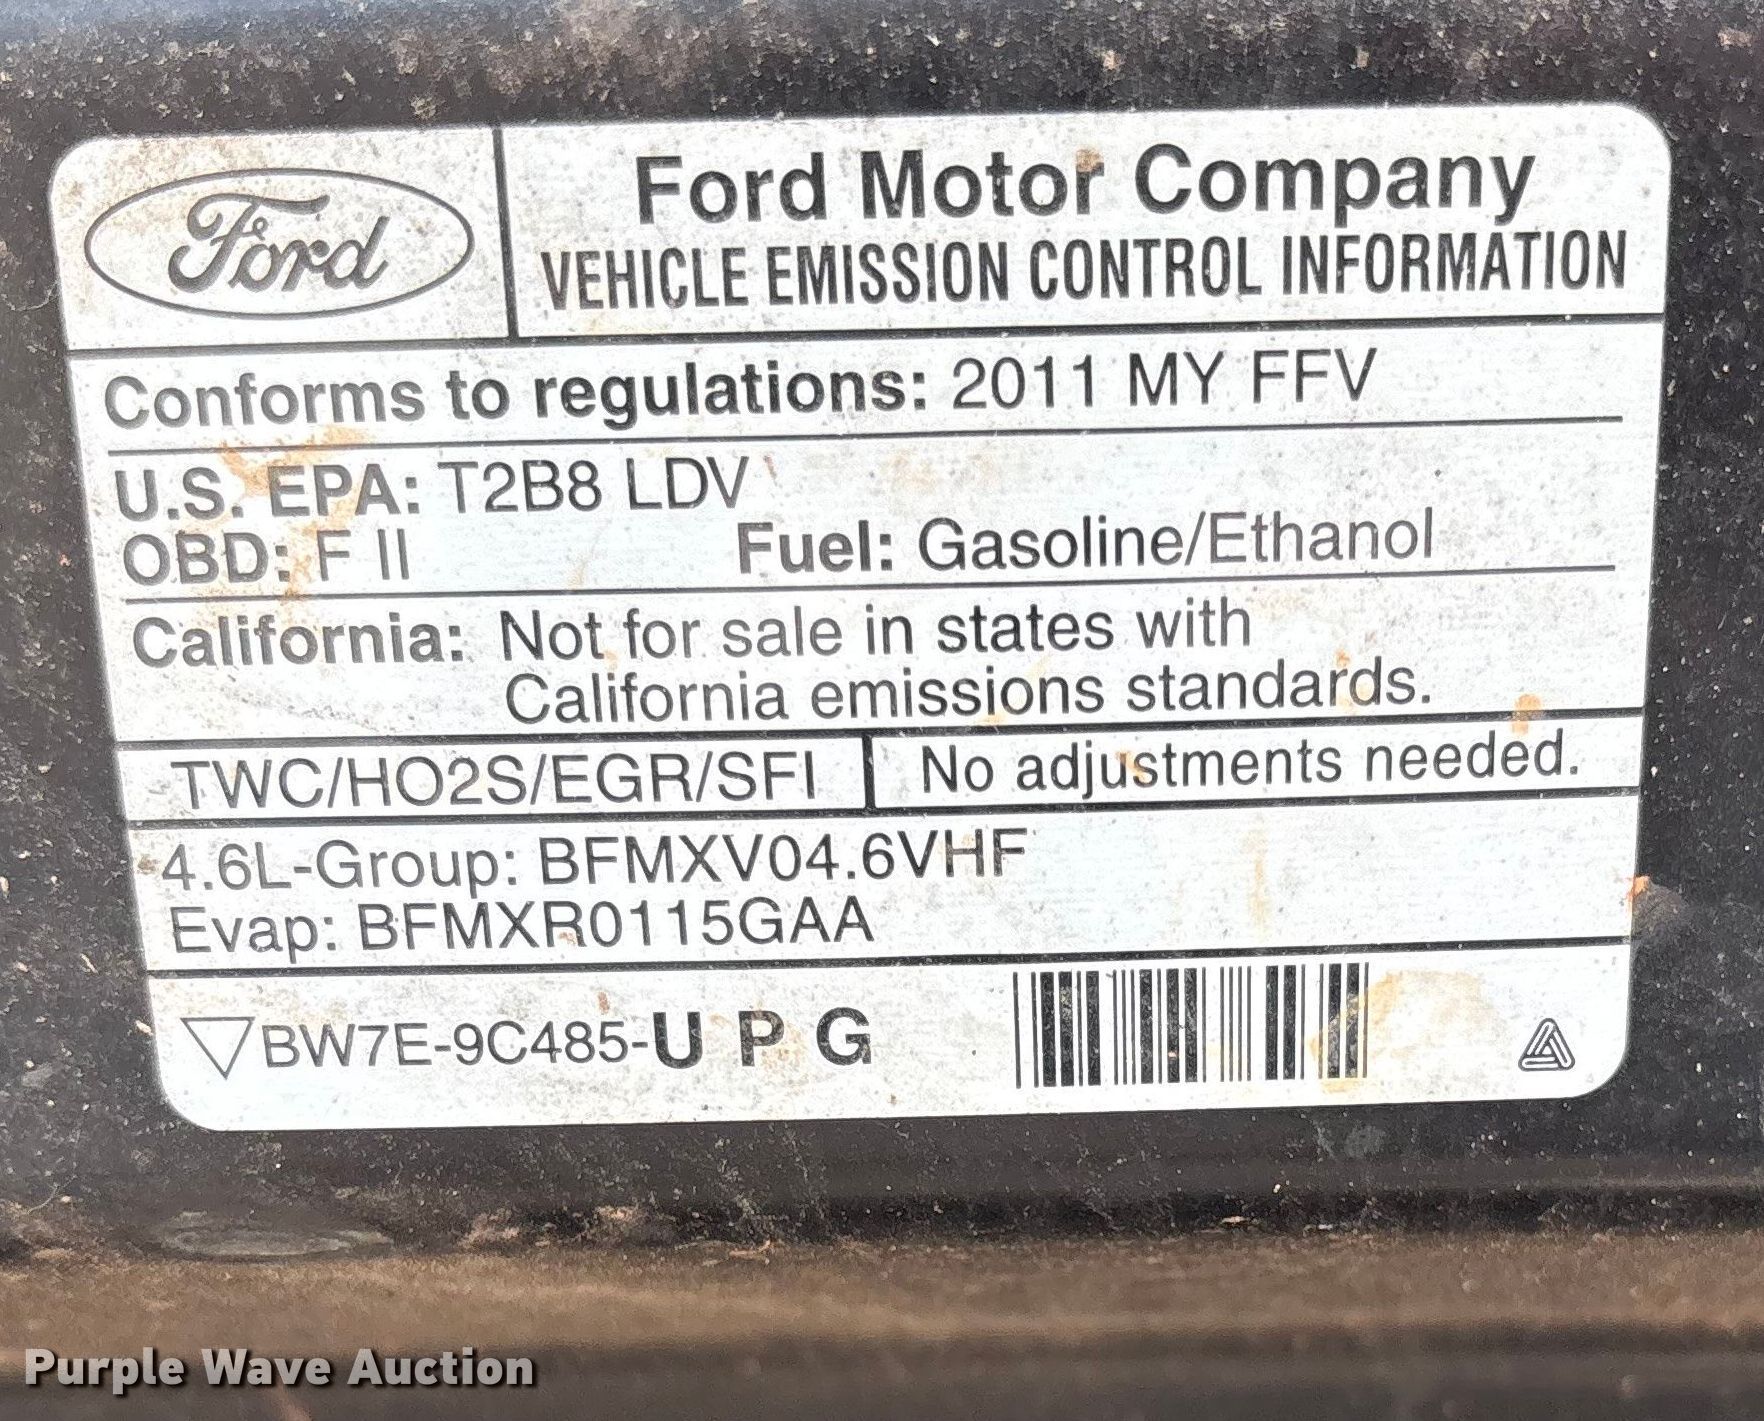 Ford
Ford Motor Company
VEHICLE EMISSION CONTROL INFORMATION
Conforms to regulations: 2011 MY FFV
U.S. EPA: T2B8 LDV
OBD: F II Fuel: Gasoline/Ethanol
California: Not for sale in states with
California emissions standards.
TWC/HO2S/EGR/SFI No adjustments needed.
4.6L-Group: BFMXV04.6VHF
Evap: BFMXR0115GAA
BW7E-9C485-U P G
Purple Wave Auction